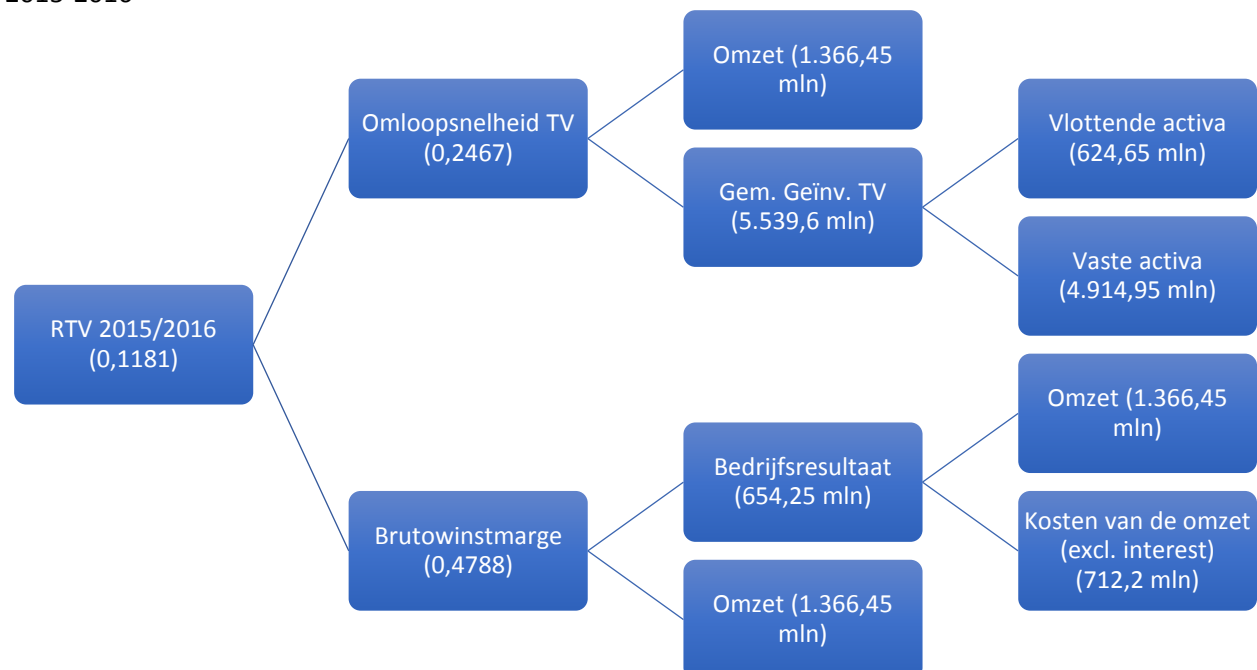 Omzet (1.366,45
mln)
Omloopsnelheid TV
(0,2467)
Vlottende activa
(624,65 mln)
Gem. Geïnv. TV
(5.539,6 mln)
Vaste activa
(4.914,95 mln)
RTV 2015/2016
(0,1181)
Omzet (1.366,45
mln)
Bedrijfsresultaat
(654,25 mln)
Brutowinstmarge
(0,4788)
Kosten van de omzet
(excl. interest)
(712,2 mln)
Omzet (1.366,45
mln)